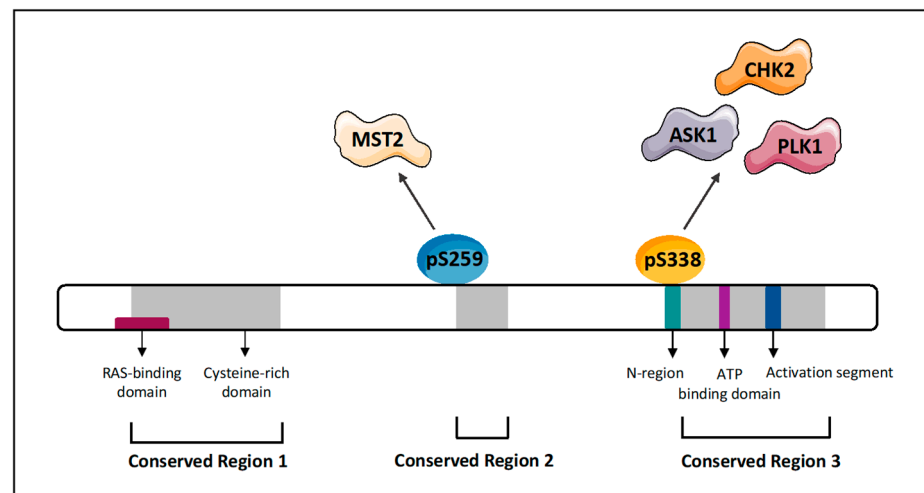 CHK2
MST2
ASK1
PLK1
pS259
pS338
RAS-binding
domain
Cysteine-rich
domain
N-region
ATP
binding domain
Activation segment
Conserved Region 1
Conserved Region 2
Conserved Region 3